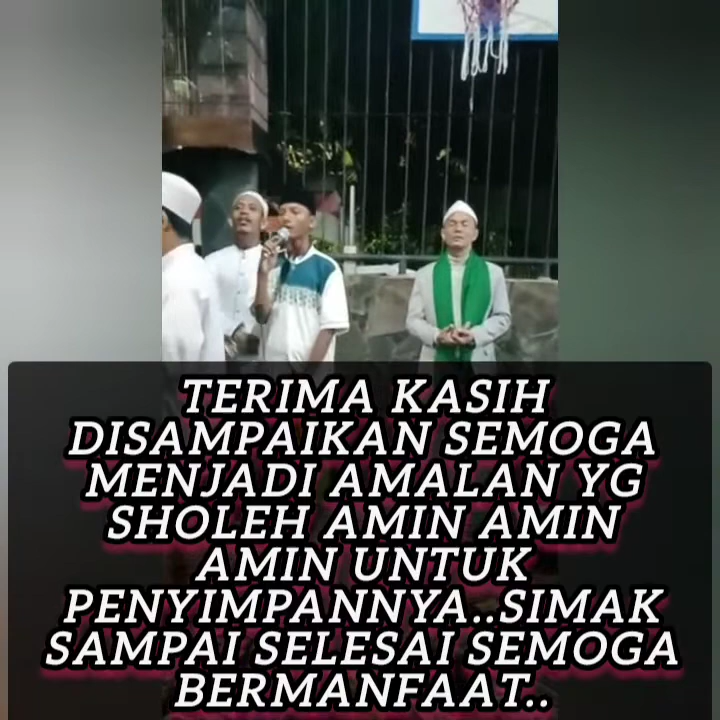 TERIMA KASIH
DISAMPAIKAN SEMOGA
MENJADI AMALAN YG
SHOLEH AMIN AMIN
AMIN UNTUK
PENYIMPANNYA..SIMAK
SAMPAI SELESAI SEMOGA
BERMANFAAT..